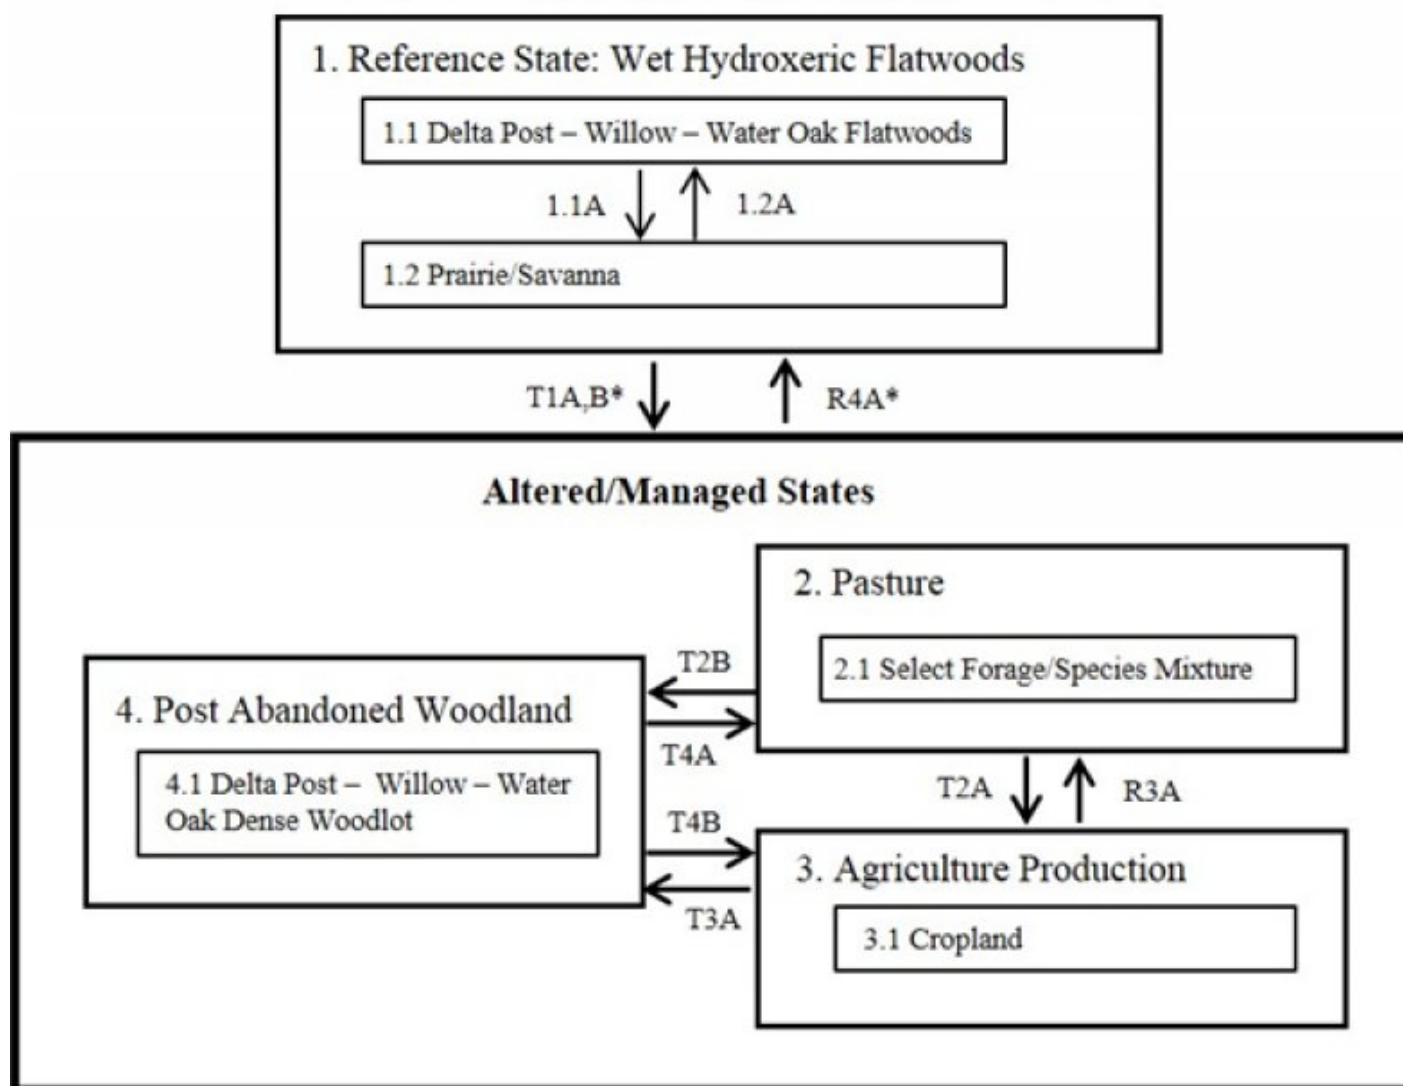 1. Reference State: Wet Hydroxeric Flatwoods
1.1 Delta Post – Willow – Water Oak Flatwoods
1.1A
1.2A
1.2 Prairie/Savanna
T1A,B*
R4A*
Altered/Managed States
2. Pasture
2.1 Select Forage/Species Mixture
T2B
4. Post Abandoned Woodland
T4A
4.1 Delta Post – Willow – Water
Oak Dense Woodlot
T2A
R3A
T4B
3. Agriculture Production
T3A
3.1 Cropland